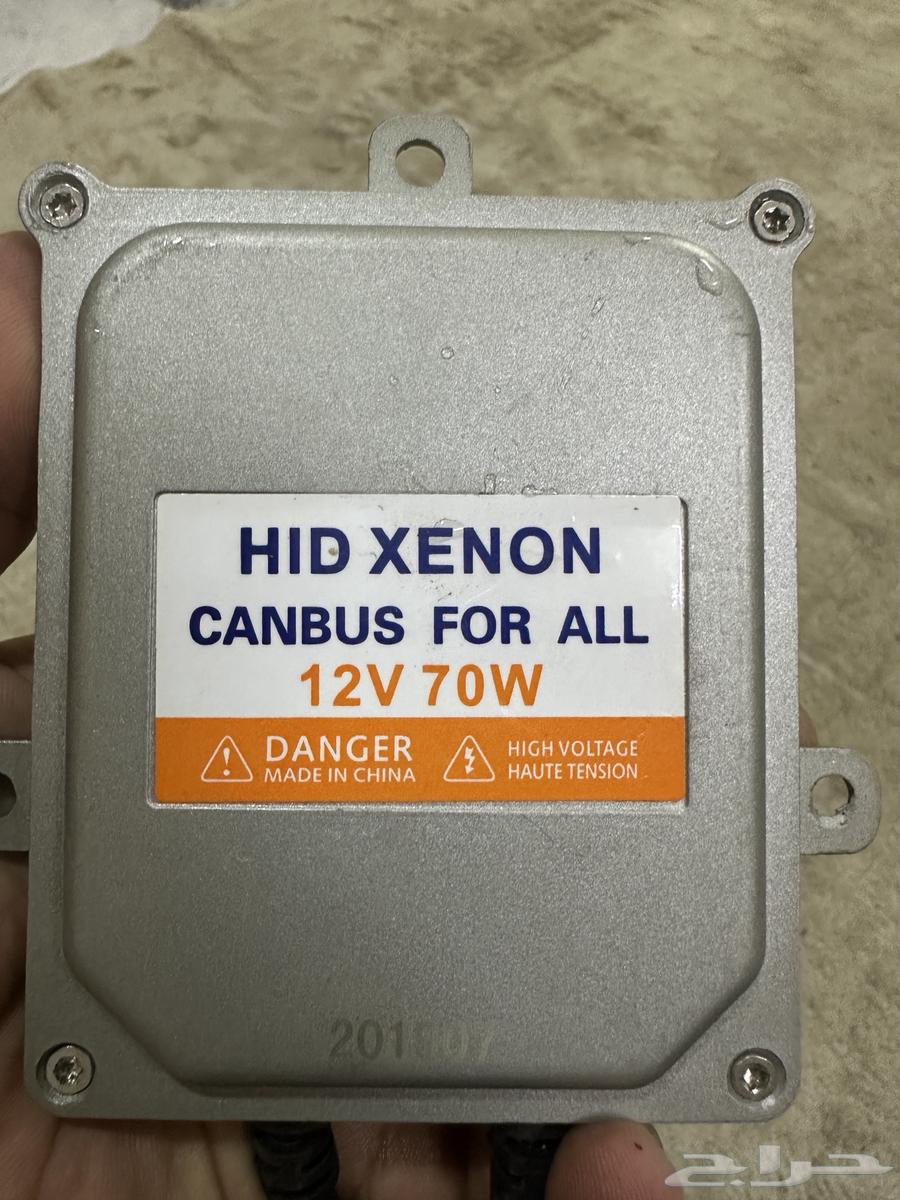 HID XENON
CANBUS FOR ALL
12V 70W
DANGER
MADE IN CHINA
HIGH VOLTAGE
HAUTE TENSION
حراج